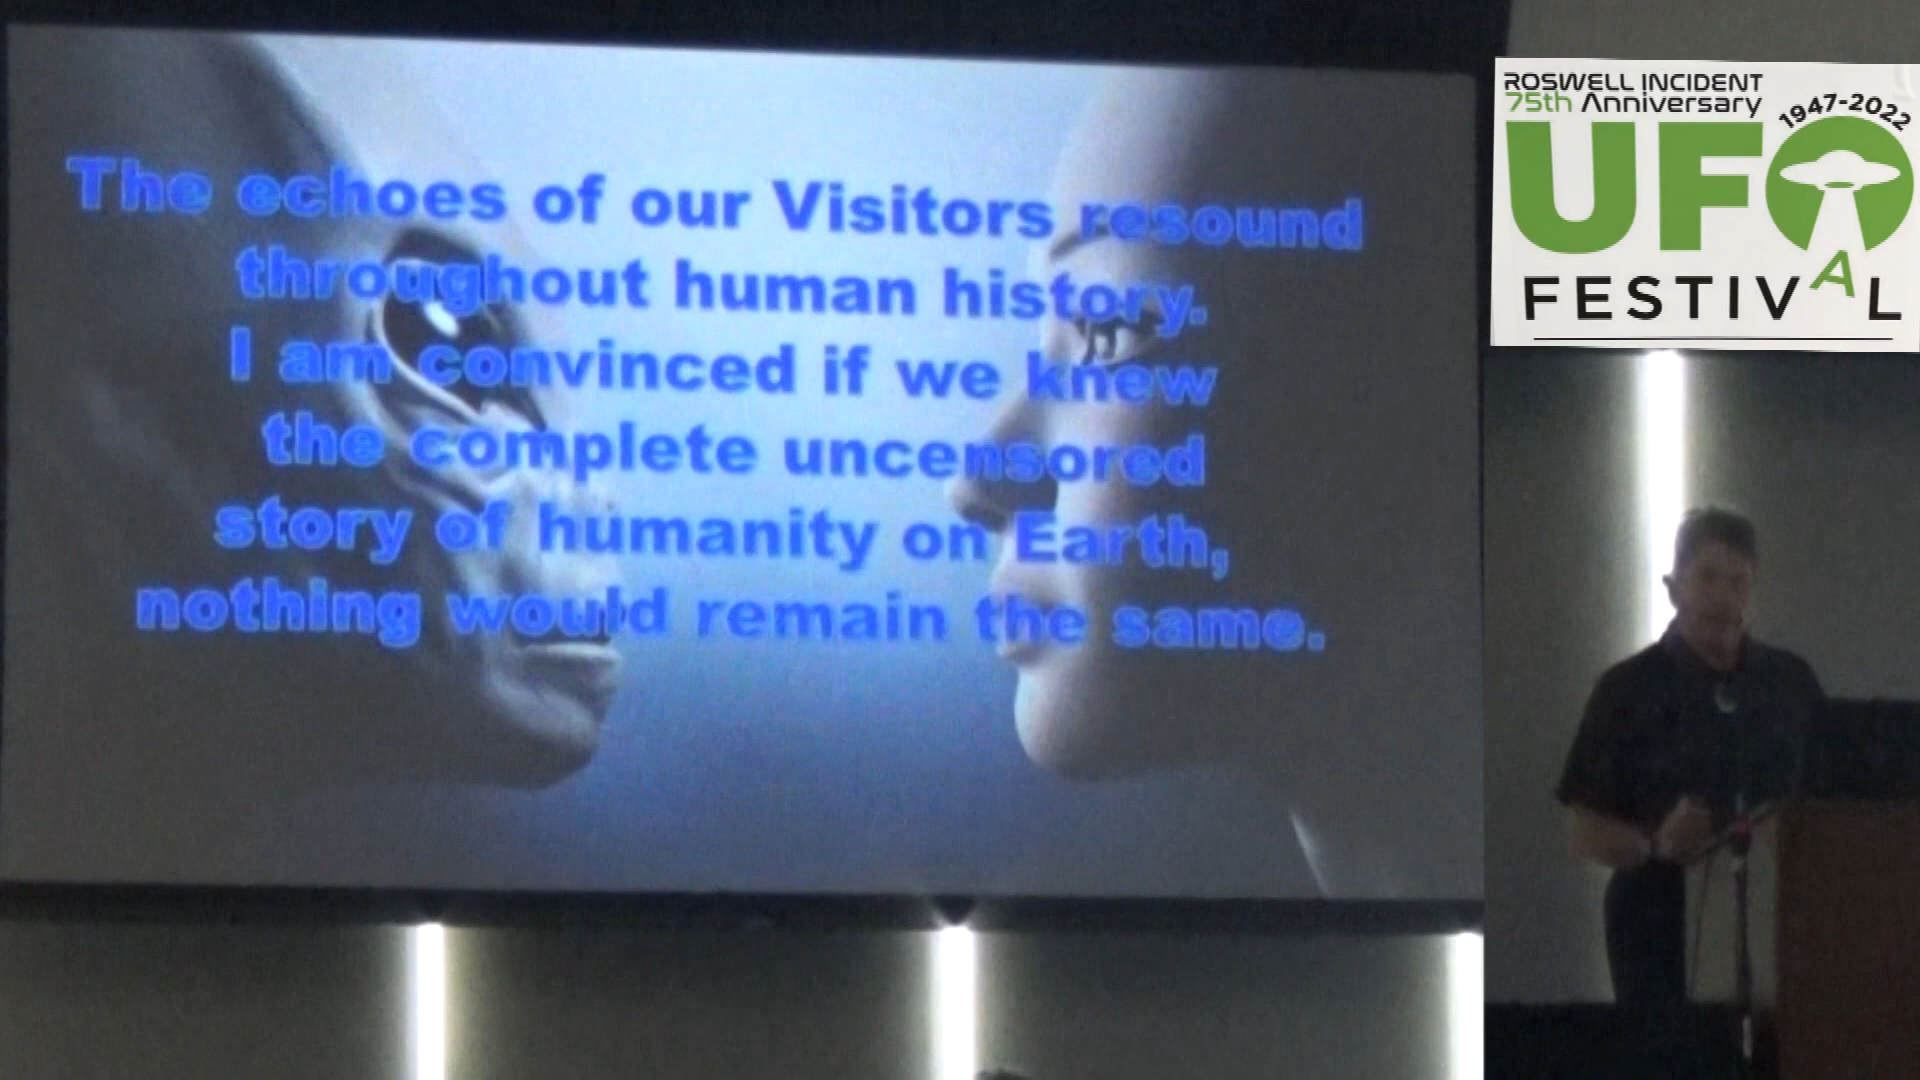 The echoes of our Visitors resound
throughout human history.
I am convinced if we knew
the complete uncensored
story of humanity on Earth,
nothing would remain the same.
ROSWELL INCIDENT
75th Anniversary
1947-2022
UFO
FESTIVAL